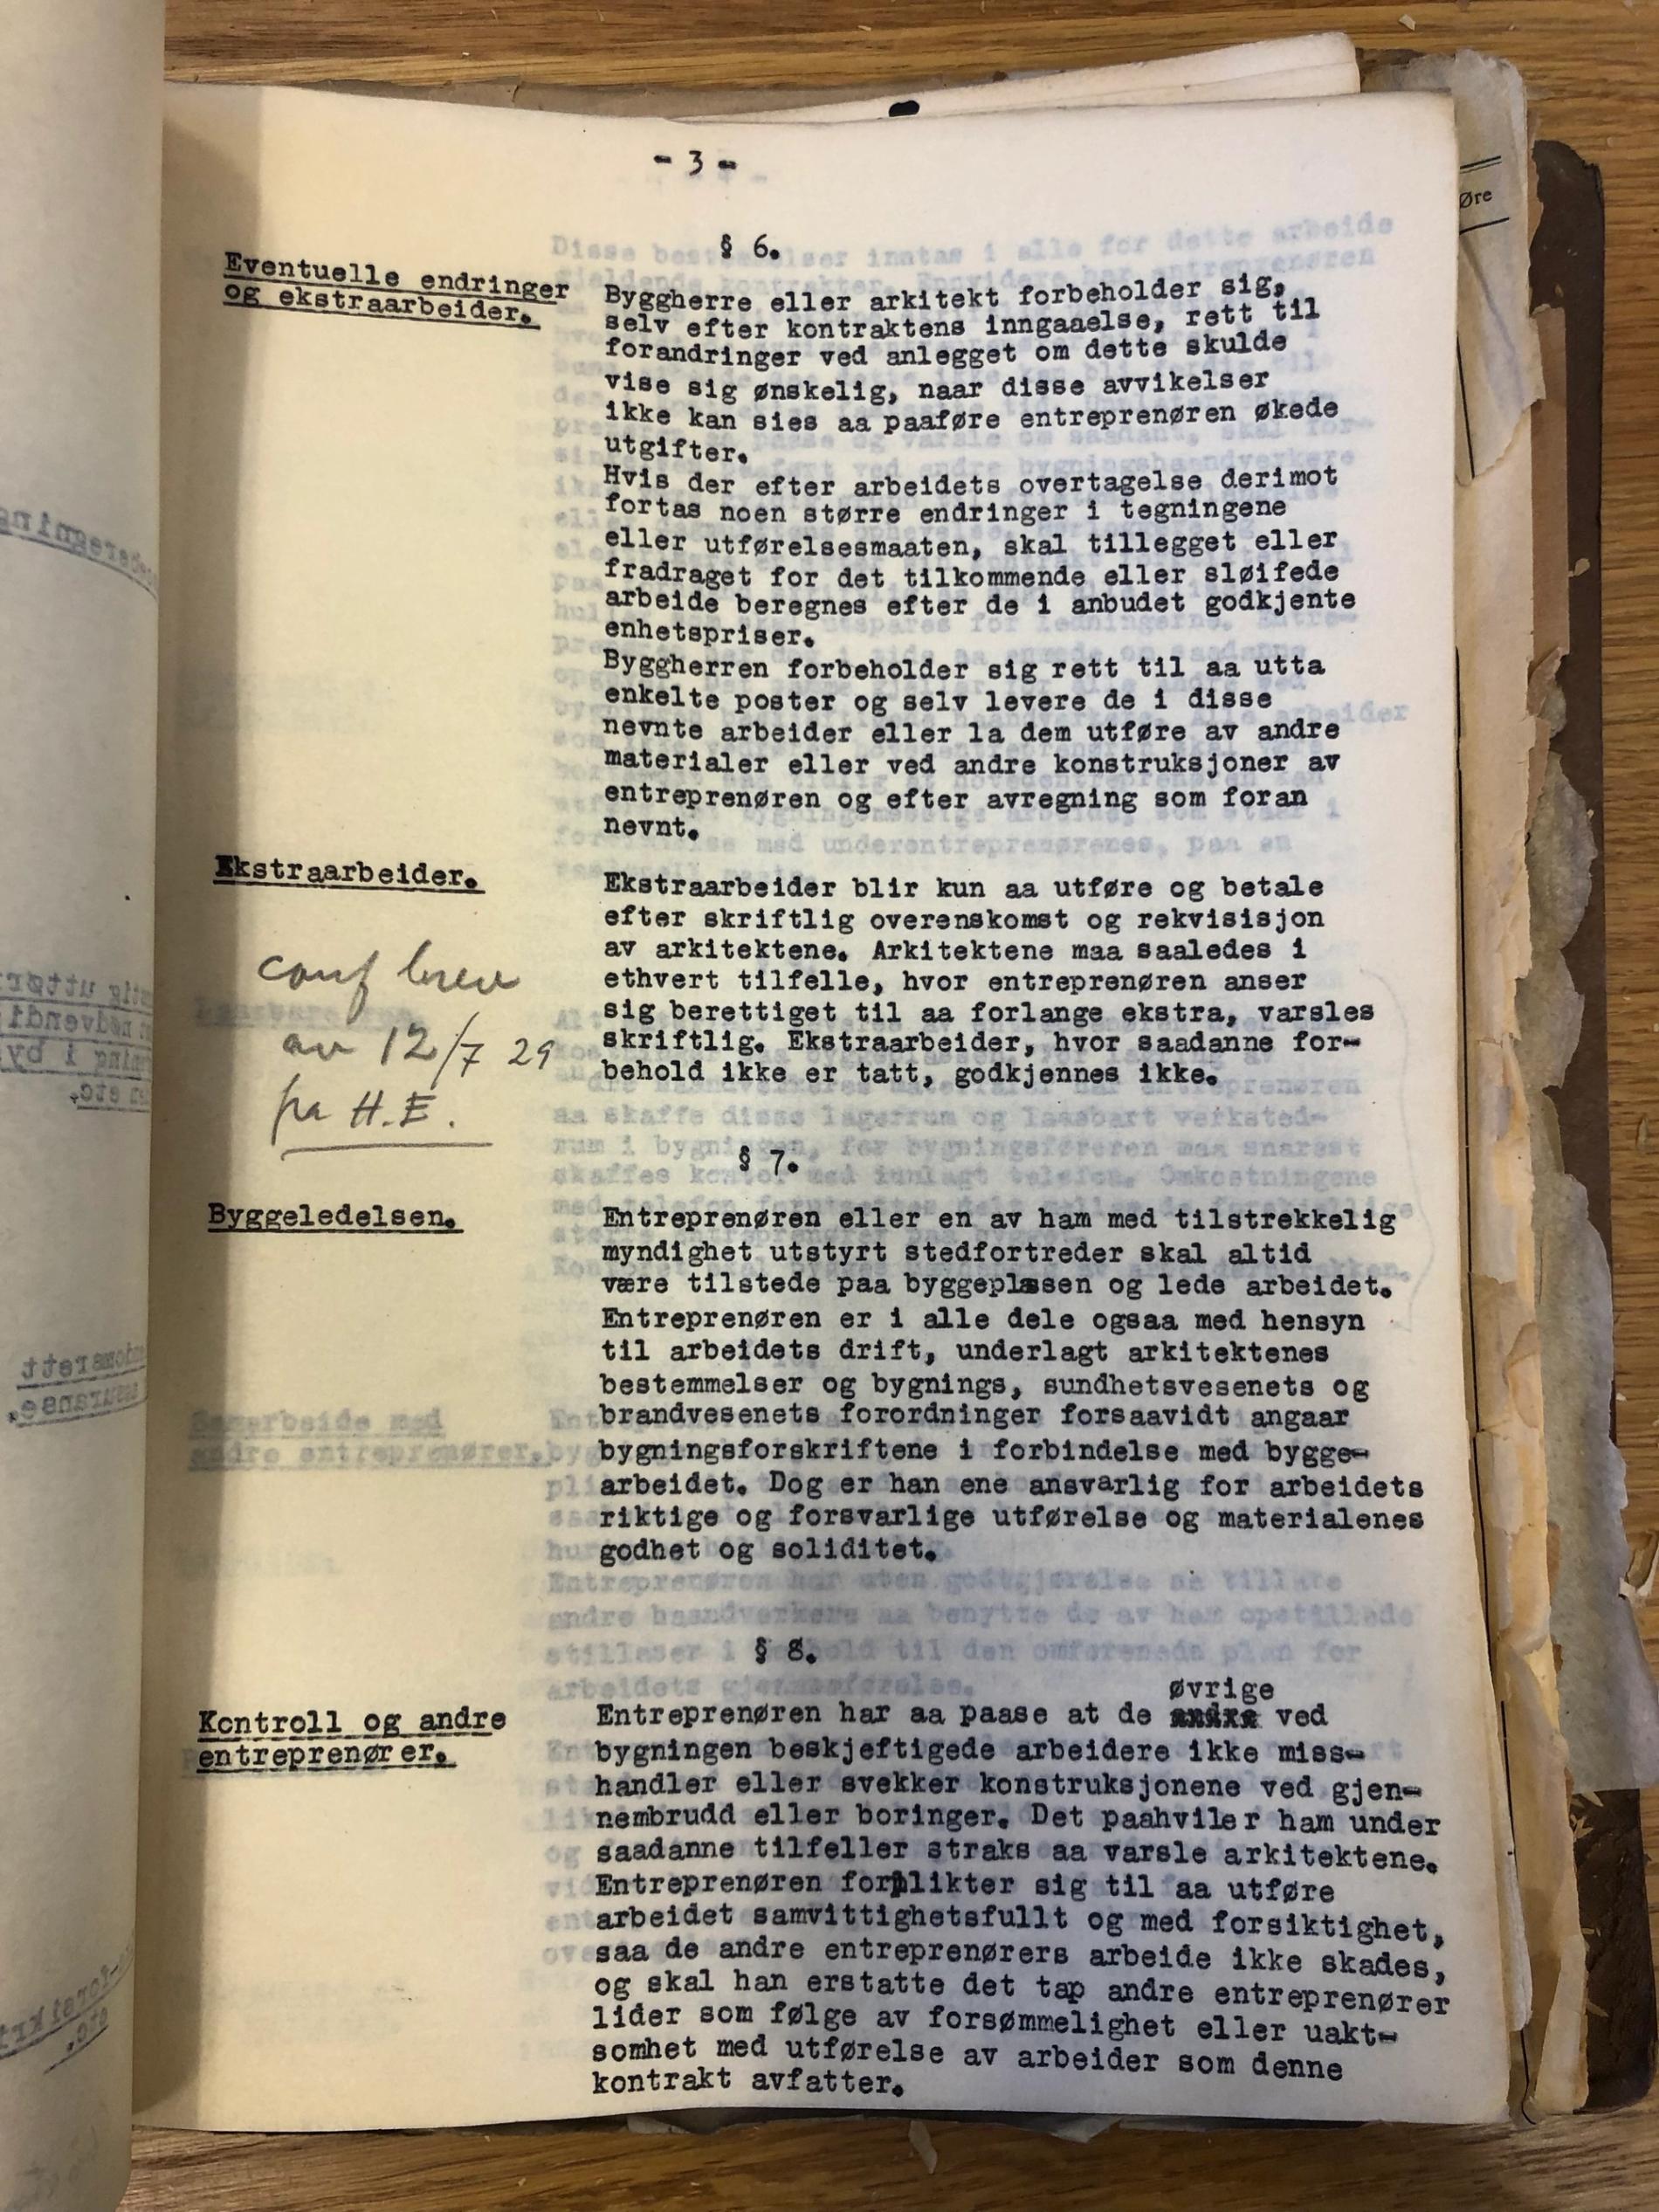 - 3 -
Øre
§ 6.
Eventuelle endringer
og ekstraarbeider.
Byggherre eller arkitekt forbeholder sig,
selv efter kontraktens inngaaelse, rett til
forandringer ved anlegget om dette skulde
vise sig ønskelig, naar disse avvikelser
ikke kan sies aa paaføre entreprenøren økede
utgifter.
Hvis der efter arbeidets overtagelse derimot
fortas noen større endringer i tegningene
eller utførelsesmaaten, skal tillegget eller
fradraget for det tilkommende eller sløifede
arbeide beregnes efter de i anbudet godkjente
enhetspriser.
Byggherren forbeholder sig rett til aa utta
enkelte poster og selv levere de i disse
nevnte arbeider eller la dem utføre av andre
materialer eller ved andre konstruksjoner av
entreprenøren og efter avregning som foran
nevnt.
Ekstraarbeider.
Ekstraarbeider blir kun aa utføre og betale
efter skriftlig overenskomst og rekvisisjon
av arkitektene. Arkitektene maa saaledes i
ethvert tilfelle, hvor entreprenøren anser
sig berettiget til aa forlange ekstra, varsles
skriftlig. Ekstraarbeider, hvor saadanne for-
behold ikke er tatt, godkjennes ikke.
conf brev
av 12/7 29
fra H.E.
§ 7.
Byggeledelsen.
Entreprenøren eller en av ham med tilstrekkelig
myndighet utstyrt stedfortreder skal altid
være tilstede paa byggeplassen og lede arbeidet.
Entreprenøren er i alle dele ogsaa med hensyn
til arbeidets drift, underlagt arkitektenes
bestemmelser og bygnings, sundhetsvesenets og
brandvesenets forordninger forsaavidt angaar
bygningsforskriftene i forbindelse med bygge-
arbeidet. Dog er han ene ansvarlig for arbeidets
riktige og forsvarlige utførelse og materialenes
godhet og soliditet.
§ 8.
Kontroll og andre
entreprenører.
øvrige
Entreprenøren har aa paase at de andre ved
bygningen beskjeftigede arbeidere ikke miss-
handler eller svekker konstruksjonene ved gjen-
nembrudd eller boringer. Det paahviler ham under
saadanne tilfeller straks aa varsle arkitektene.
Entreprenøren forplikter sig til aa utføre
arbeidet samvittighetsfullt og med forsiktighet,
saa de andre entreprenørers arbeide ikke skades,
og skal han erstatte det tap andre entreprenører
lider som følge av forsømmelighet eller uakt-
somhet med utførelse av arbeider som denne
kontrakt avfatter.